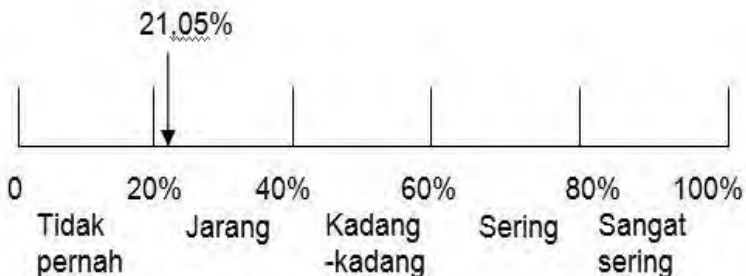 21.05%
0 20% 40% 60% 80% 100%
Tidak Jarang Kadang Sering Sangat
pernah -kadang sering